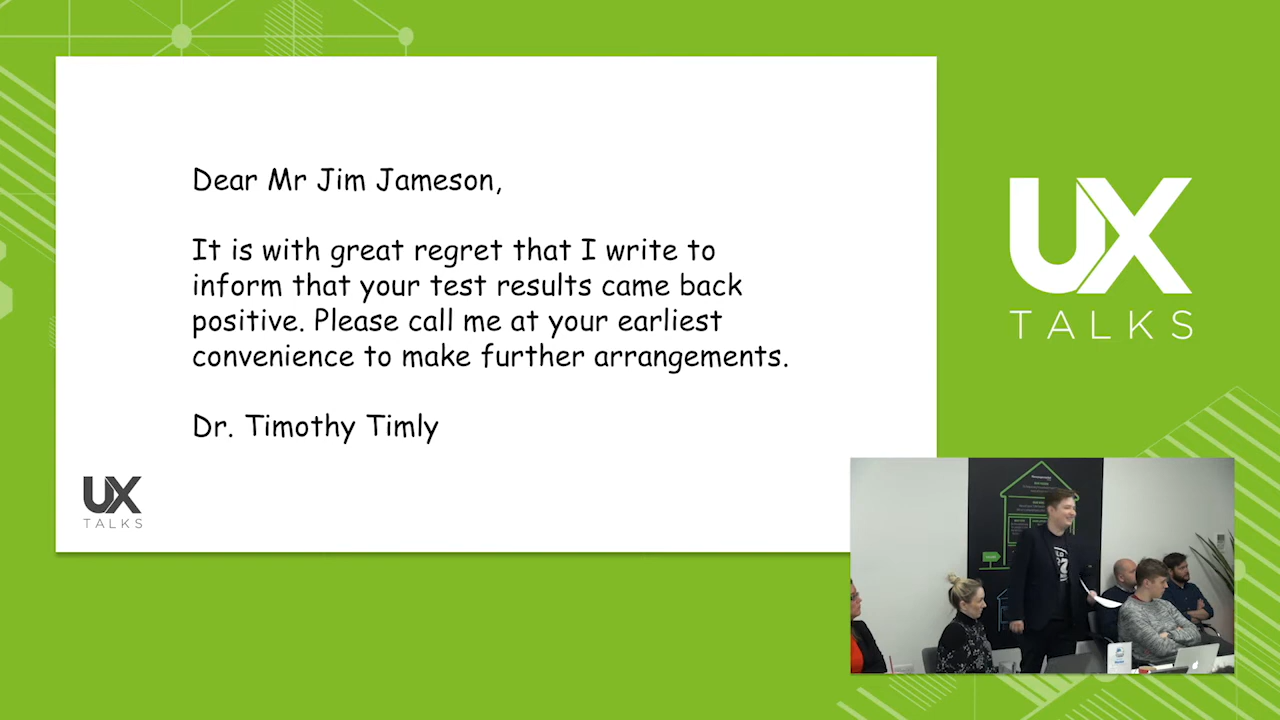 Dear Mr Jim Jameson,
It is with great regret that I write to
inform that your test results came back
positive. Please call me at your earliest
convenience to make further arrangements.
Dr. Timothy Timly
UX
TALKS
UX
TALKS